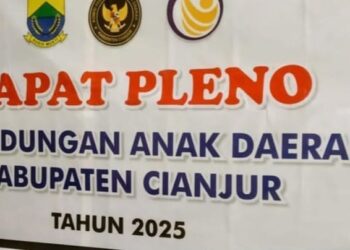 APAT PLENO
DUNGAN ANAK DAERA
ABUPATEN CIANJUR
TAHUN 2025